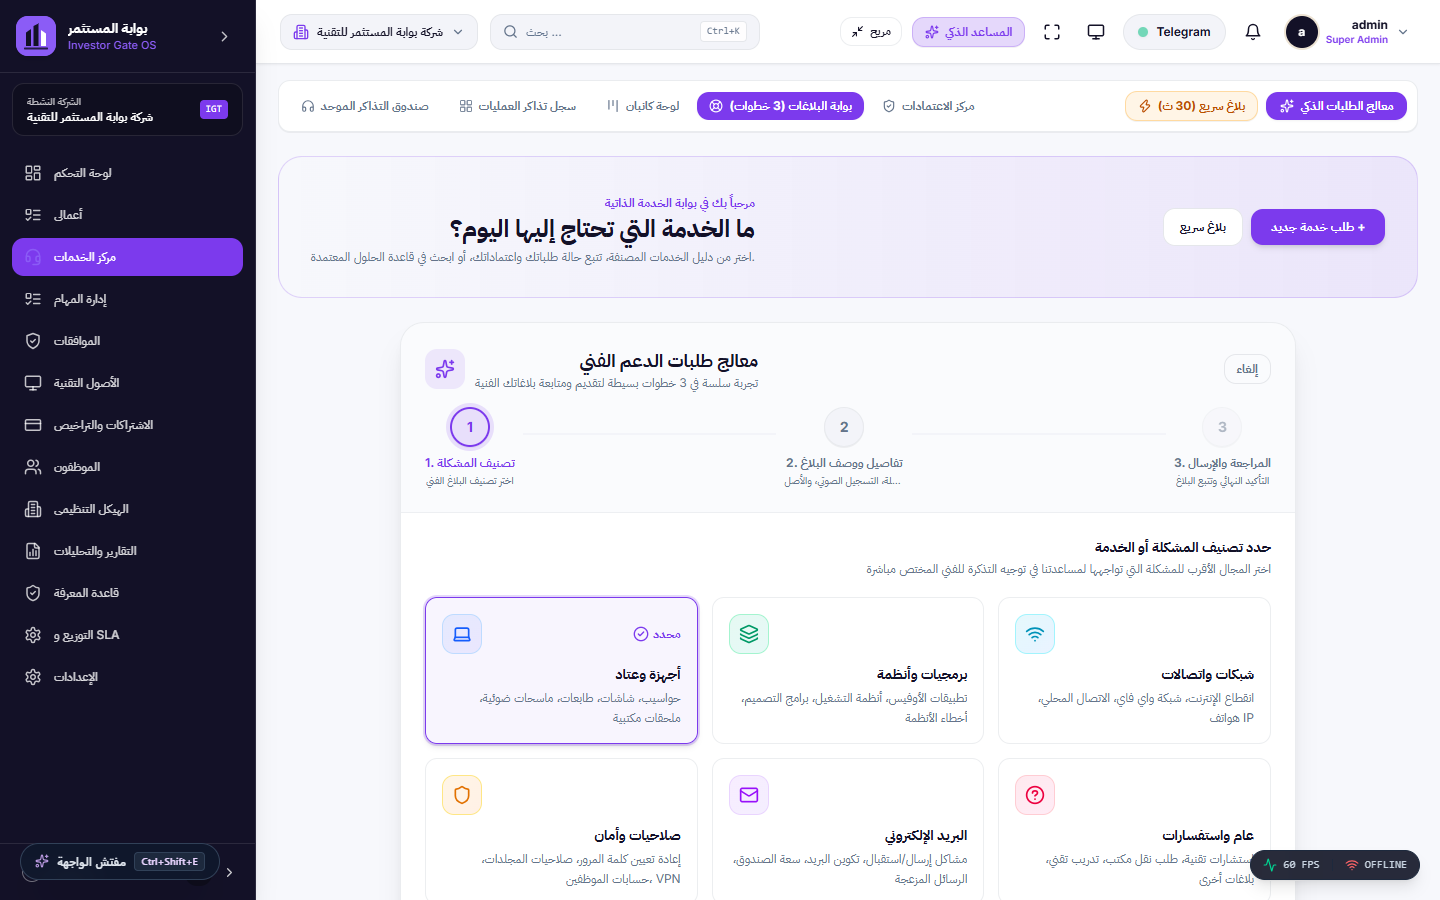 بوابة المستثمر
Investor Gate OS
الشركة النشطة
شركة بوابة المستثمر للتقنية
IGT
لوحة التحكم
أعمالي
مركز الخدمات
إدارة المهام
الموافقات
الأصول التقنية
الاشتراكات والتراخيص
الموظفون
الهيكل التنظيمي
التقارير والتحليلات
قاعدة المعرفة
التوزيع و SLA
الإعدادات
مفتش الواجهة
Ctrl+Shift+E
شركة بوابة المستثمر للتقنية
بحث ...
Ctrl+K
مريح
المساعد الذكي
Telegram
a
admin
Super Admin
صندوق التذاكر الموحد
سجل تذاكر العمليات
لوحة كانبان
بوابة البلاغات (3 خطوات)
مركز الاعتمادات
بلاغ سريع (30 ث)
معالج الطلبات الذكي
مرحباً بك في بوابة الخدمة الذاتية
ما الخدمة التي تحتاج إليها اليوم؟
اختر من دليل الخدمات المصنفة، تتبع حالة طلباتك واعتماداتك، أو ابحث في قاعدة الحلول المعتمدة.
بلاغ سريع
طلب خدمة جديد +
معالج طلبات الدعم الفني
تجربة سلسة في 3 خطوات بسيطة لتقديم ومتابعة بلاغاتك الفنية
إلغاء
1
2
3
1. تصنيف المشكلة
اختر تصنيف البلاغ الفني
2. تفاصيل ووصف البلاغ
...لة، التسجيل الصوتي، والأصل
3. المراجعة والإرسال
التأكيد النهائي وتتبع البلاغ
حدد تصنيف المشكلة أو الخدمة
اختر المجال الأقرب للمشكلة التي تواجهها لمساعدتنا في توجيه التذكرة للفني المختص مباشرة
محدد
أجهزة وعتاد
حواسيب، شاشات، طابعات، ماسحات ضوئية،
ملحقات مكتبية
برمجيات وأنظمة
تطبيقات الأوفيس، أنظمة التشغيل، برامج التصميم،
أخطاء الأنظمة
شبكات واتصالات
انقطاع الإنترنت، شبكة واي فاي، الاتصال المحلي،
هواتف IP
صلاحيات وأمان
إعادة تعيين كلمة المرور، صلاحيات المجلدات،
VPN ،حسابات الموظفين
البريد الإلكتروني
مشاكل إرسال/استقبال، تكوين البريد، سعة الصندوق،
الرسائل المزعجة
عام واستفسارات
ستشارات تقنية، طلب نقل مكتب، تدريب تقني،
بلاغات أخرى
60 FPS
OFFLINE